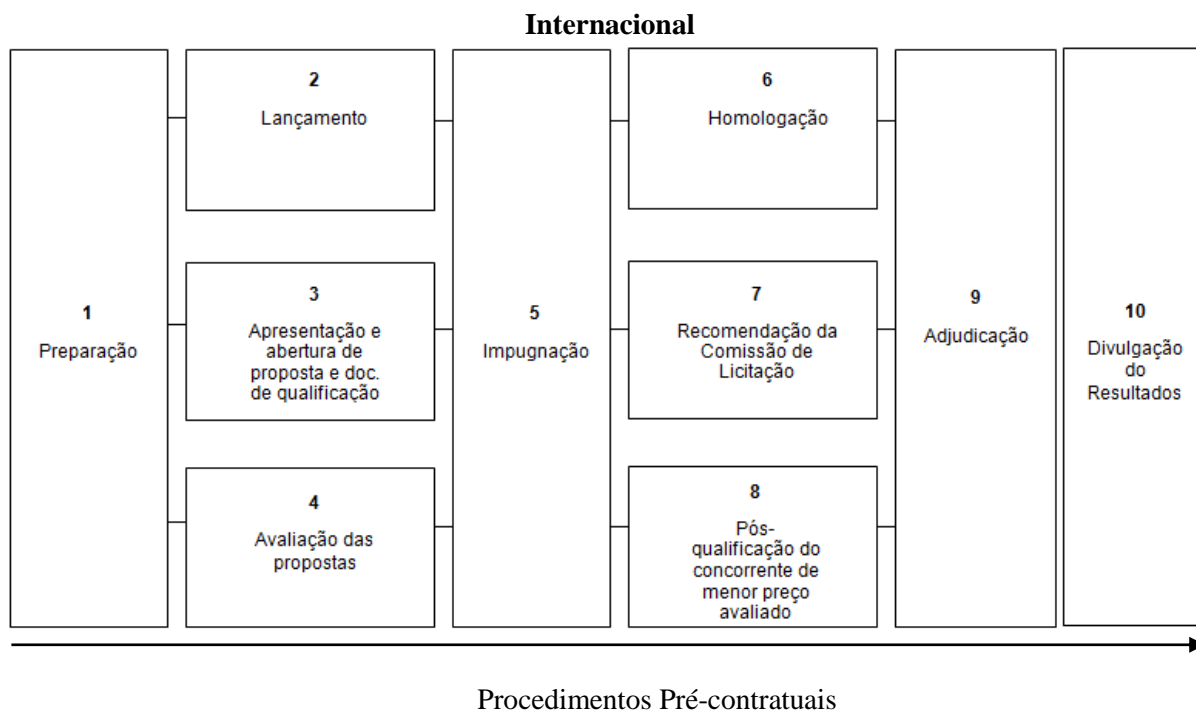 Internacional
1
Preparação
2
Lançamento
3
Apresentação e
abertura de
proposta e doc.
de qualificação
4
Avaliação das
propostas
5
Impugnação
6
Homologação
7
Recomendação da
Comissão de
Licitação
8
Pós-
qualificação do
concorrente de
menor preço
avaliado
9
Adjudicação
10
Divulgação
do
Resultados
Procedimentos Pré-contratuais